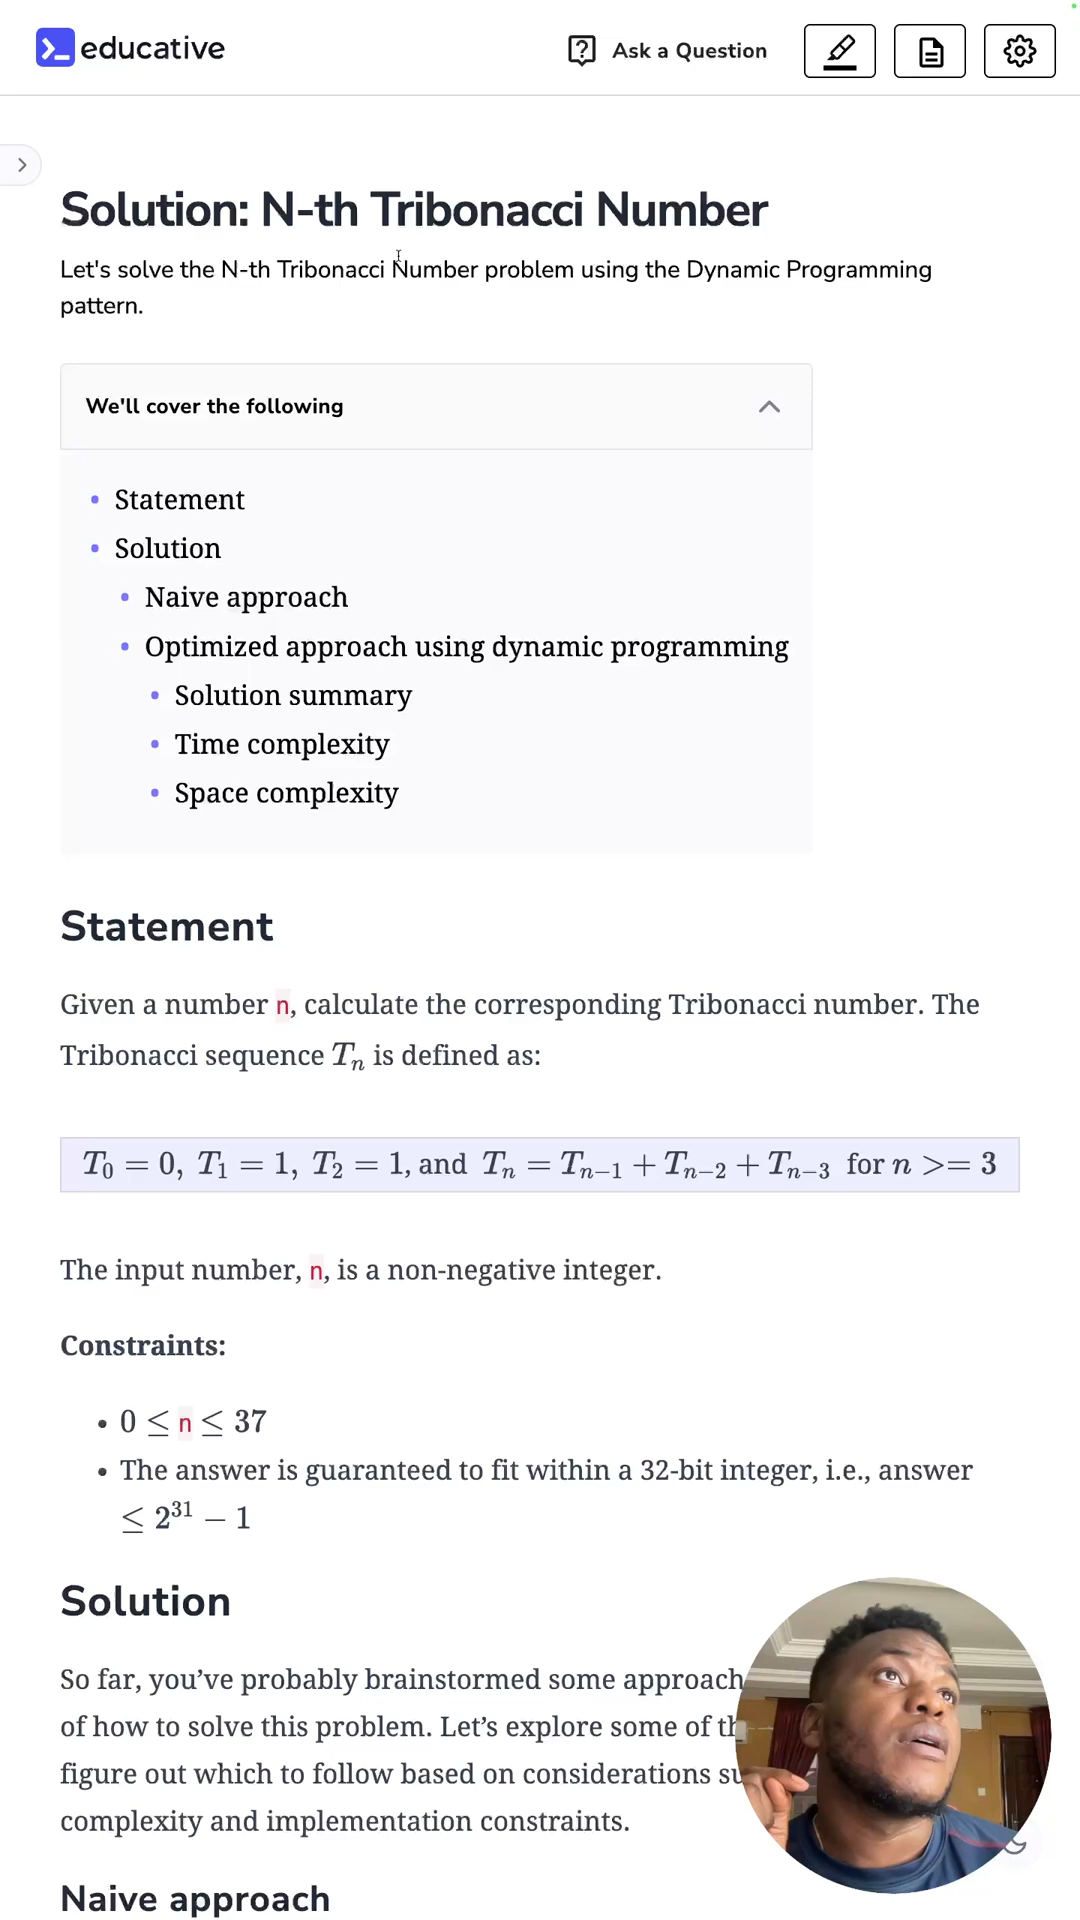 educative
Ask a Question
Solution: N-th Tribonacci Number
Let's solve the N-th Tribonacci Number problem using the Dynamic Programming
pattern.
We'll cover the following
• Statement
• Solution
• Naive approach
• Optimized approach using dynamic programming
• Solution summary
• Time complexity
• Space complexity
Statement
Given a number n, calculate the corresponding Tribonacci number. The
Tribonacci sequence Tₙ is defined as:
T₀ = 0, T₁ = 1, T₂ = 1, and Tₙ = Tₙ₋₁ + Tₙ₋₂ + Tₙ₋₃ for n >= 3
The input number, n, is a non-negative integer.
Constraints:
• 0 ≤ n ≤ 37
• The answer is guaranteed to fit within a 32-bit integer, i.e., answer
≤ 2³¹ − 1
Solution
So far, you’ve probably brainstormed some approach
of how to solve this problem. Let’s explore some of
figure out which to follow based on considerations
complexity and implementation constraints.
Naive approach